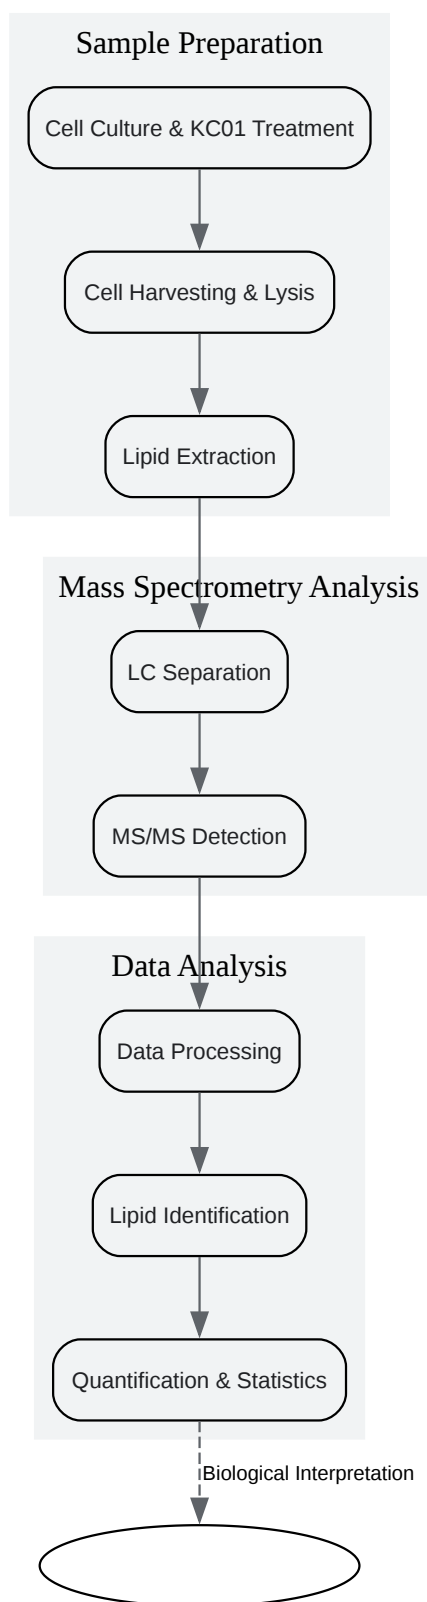 Sample Preparation
Cell Culture & KC01 Treatment
Cell Harvesting & Lysis
Lipid Extraction
Mass Spectrometry Analysis
LC Separation
MS/MS Detection
Data Analysis
Data Processing
Lipid Identification
Quantification & Statistics
Biological Interpretation